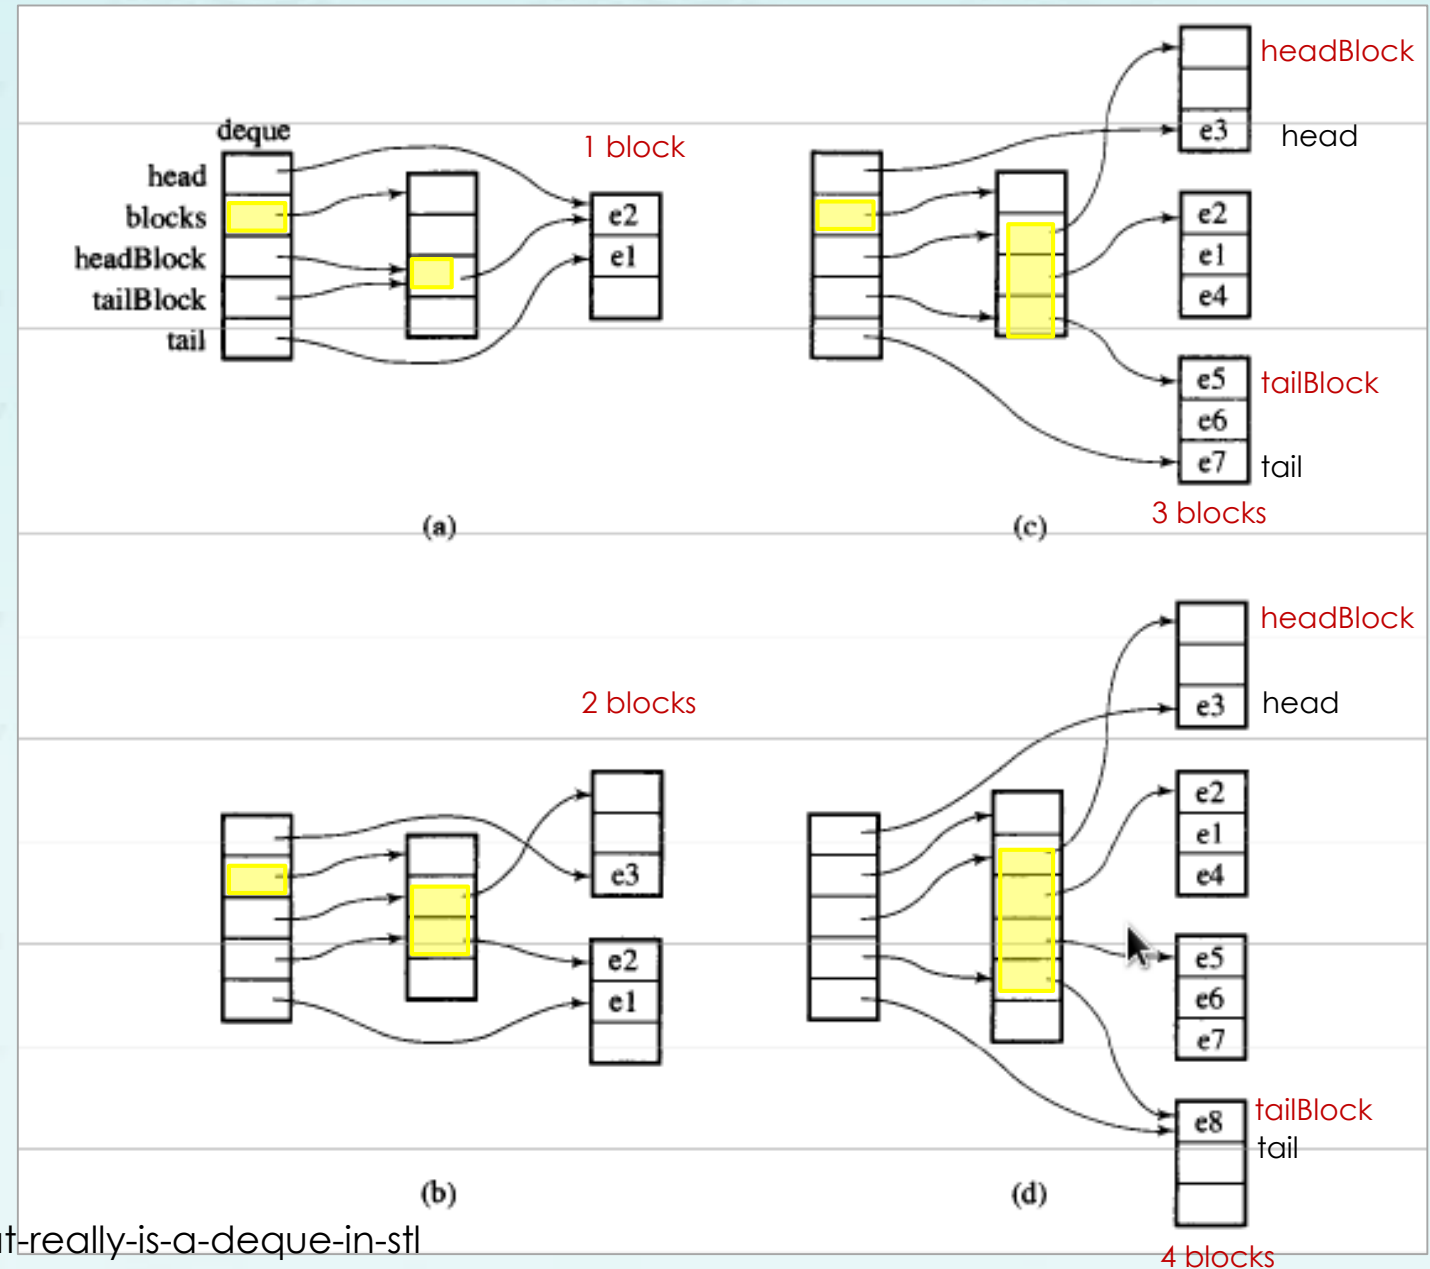 deque
head
blocks
headBlock
tailBlock
tail
1 block
e2
e1
(a)
headBlock
e3 head
e2
e1
e4
e5 tailBlock
e6
e7 tail
3 blocks
(c)
2 blocks
e3
e2
e1
(b)
headBlock
e3 head
e2
e1
e4
e5
e6
e7
e8 tailBlock
tail
(d)
4 blocks
t-really-is-a-deque-in-stl